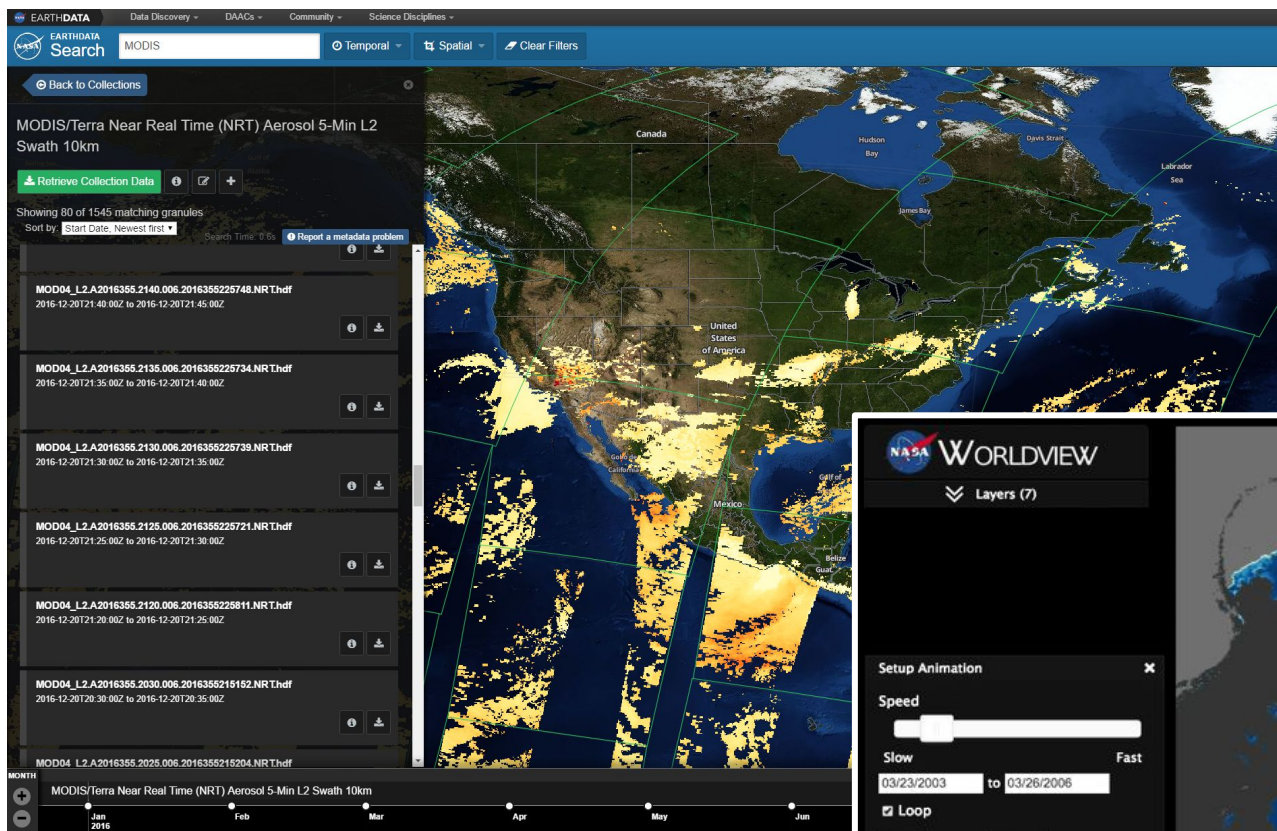 EARTHDATA Data Discovery DAACs Community Science Disciplines
NASA EARTHDATA Search MODIS Temporal Spatial Clear Filters
Back to Collections
MODIS/Terra Near Real Time (NRT) Aerosol 5-Min L2
Swath 10km
Retrieve Collection Data
Showing 80 of 1545 matching granules
Sort by: Start Date, Newest first
Search Time: 0.6s Report a metadata problem
MOD04_L2.A2016355.2140.006.2016355225748.NRT.hdf
2016-12-20T21:40:00Z to 2016-12-20T21:45:00Z
MOD04_L2.A2016355.2135.006.2016355225734.NRT.hdf
2016-12-20T21:35:00Z to 2016-12-20T21:40:00Z
MOD04_L2.A2016355.2130.006.2016355225739.NRT.hdf
2016-12-20T21:30:00Z to 2016-12-20T21:35:00Z
MOD04_L2.A2016355.2125.006.2016355225721.NRT.hdf
2016-12-20T21:25:00Z to 2016-12-20T21:30:00Z
MOD04_L2.A2016355.2120.006.2016355225811.NRT.hdf
2016-12-20T21:20:00Z to 2016-12-20T21:25:00Z
MOD04_L2.A2016355.2030.006.2016355215152.NRT.hdf
2016-12-20T20:30:00Z to 2016-12-20T20:35:00Z
MOD04_L2.A2016355.2025.006.2016355215204.NRT.hdf
MONTH
MODIS/Terra Near Real Time (NRT) Aerosol 5-Min L2 Swath 10km
Jan Feb Mar Apr May Jun
2016
Canada
Hudson
Bay
Davis Strait
Labrador
Sea
James Bay
United
States
of America
Golfo de
California
Gulf of
Mexico
Belize
Guat.
NASA WORLDVIEW
Layers (7)
Setup Animation
Speed
Slow Fast
03/23/2003 to 03/26/2006
Loop